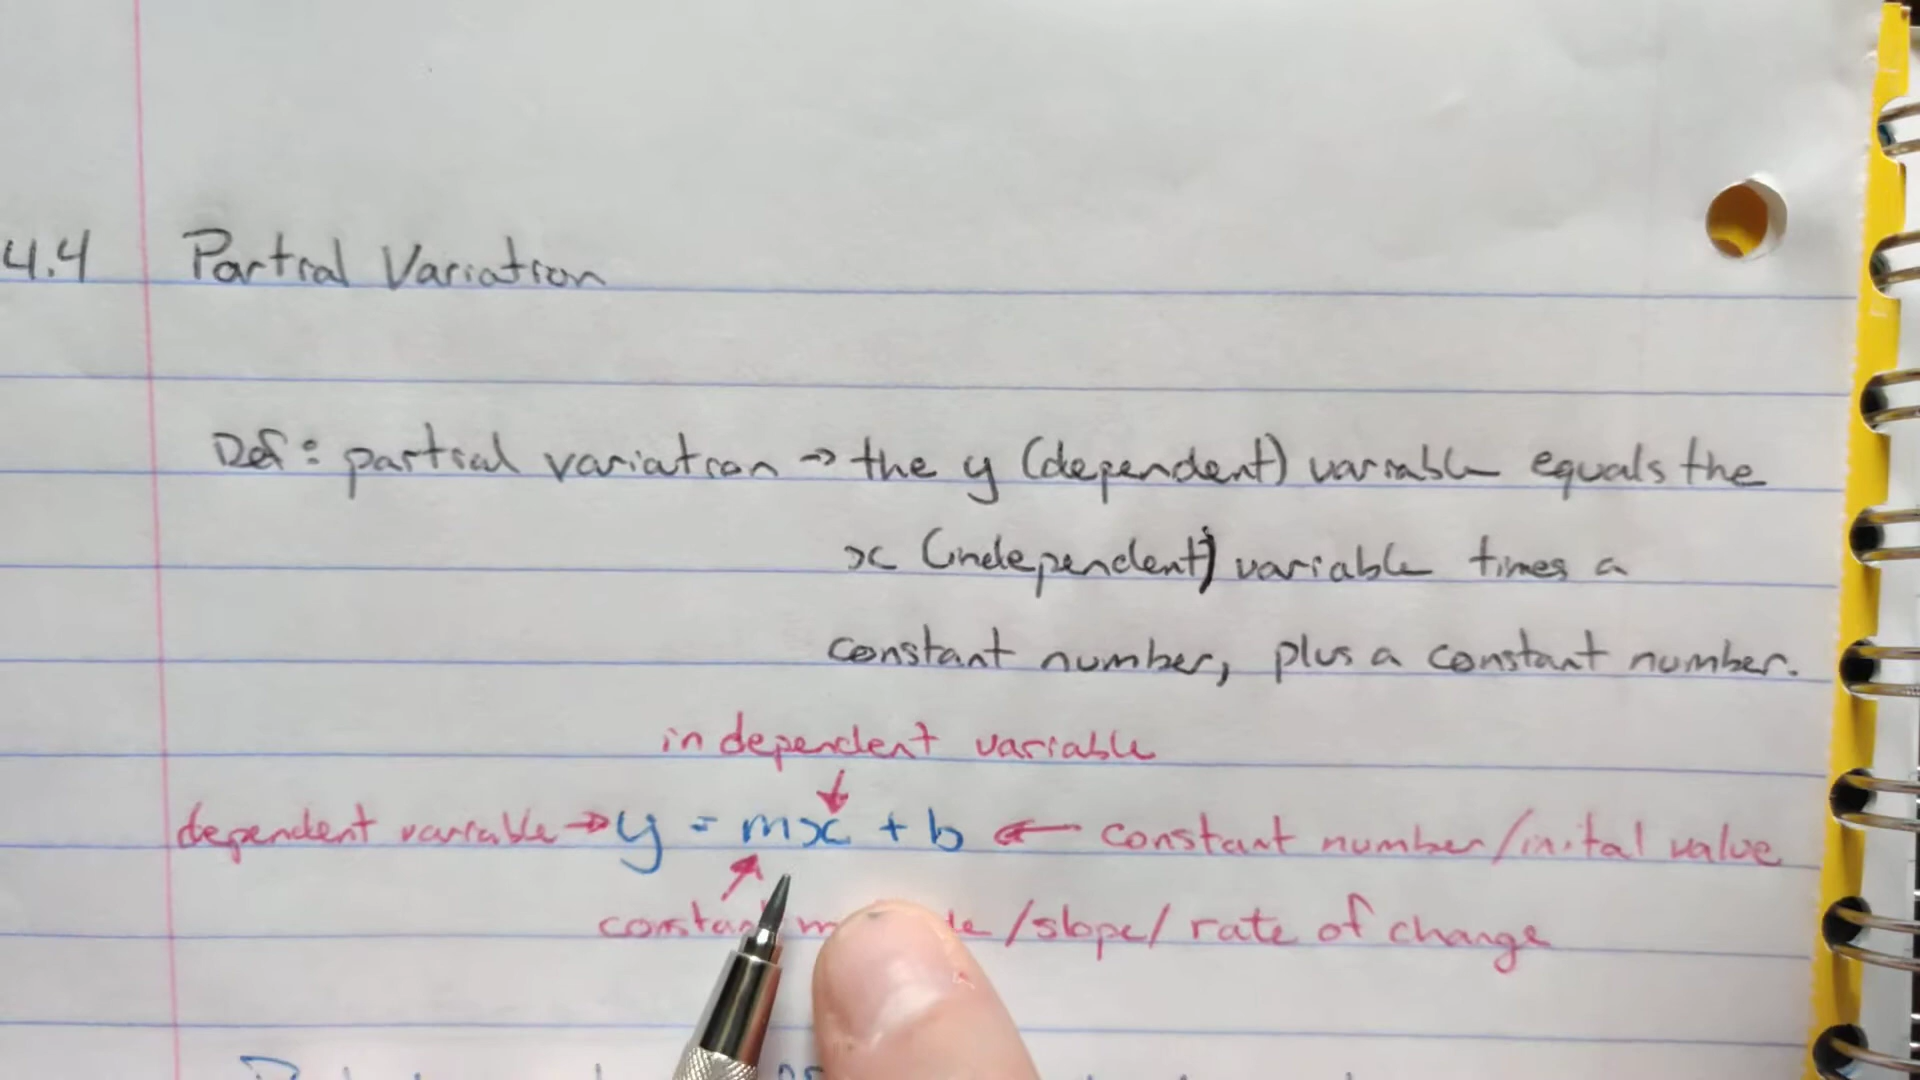 4.4 Partial Variation
Def: partial variation → the y (dependent) variable equals the
x (independent) variable times a
constant number, plus a constant number.
independent variable
dependent variable → y = mx + b ← constant number/inital value
/slope/ rate of change